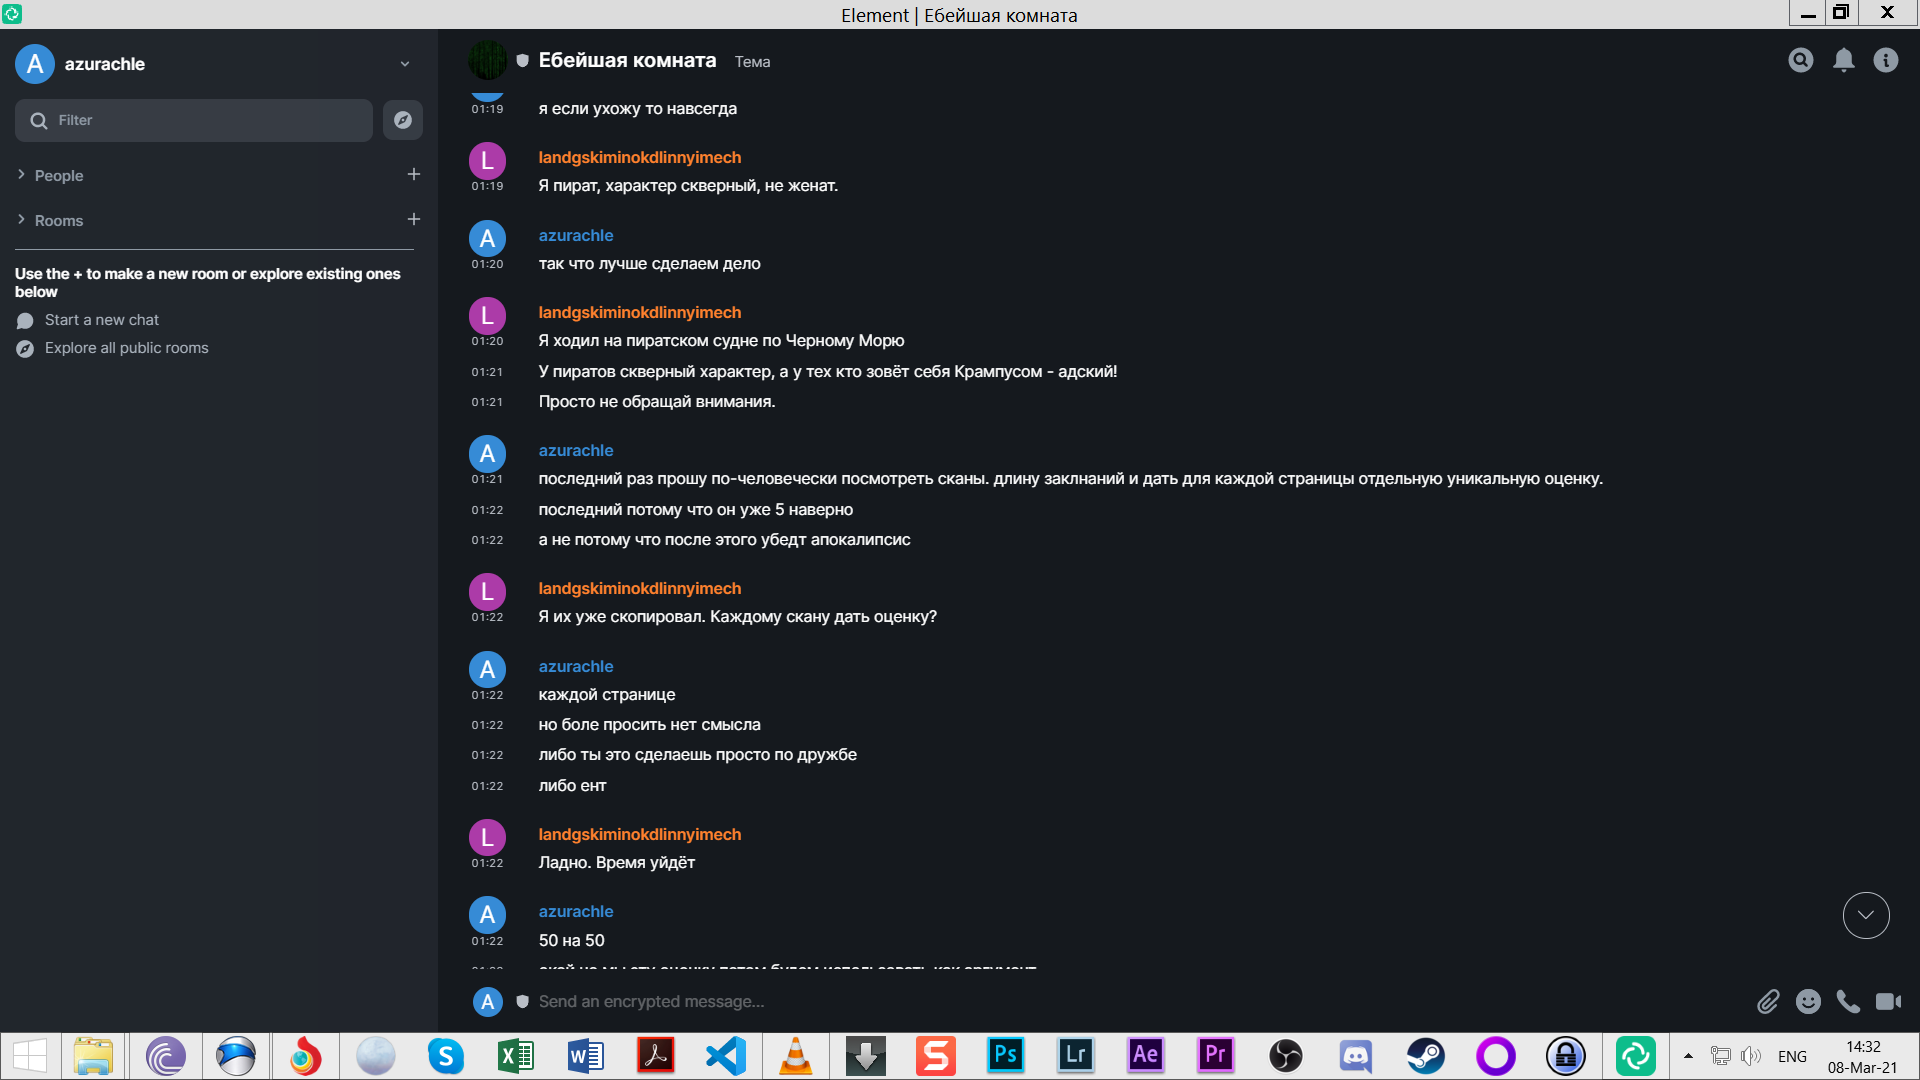 Element | Ебейшая комната
A azurachle
Filter
People
Rooms
Use the + to make a new room or explore existing ones
below
Start a new chat
Explore all public rooms
Ебейшая комната Тема
01:19 я если ухожу то навсегда
L landgskiminokdlinnyimech
01:19 Я пират, характер скверный, не женат.
A azurachle
01:20 так что лучше сделаем дело
L landgskiminokdlinnyimech
01:20 Я ходил на пиратском судне по Черному Морю
01:21 У пиратов скверный характер, а у тех кто зовёт себя Крампусом - адский!
01:21 Просто не обращай внимания.
A azurachle
01:21 последний раз прошу по-человечески посмотреть сканы. длину заклнаний и дать для каждой страницы отдельную уникальную оценку.
01:22 последний потому что он уже 5 наверно
01:22 а не потому что после этого убедт апокалипсис
L landgskiminokdlinnyimech
01:22 Я их уже скопировал. Каждому скану дать оценку?
A azurachle
01:22 каждой странице
01:22 но боле просить нет смысла
01:22 либо ты это сделаешь просто по дружбе
01:22 либо ент
L landgskiminokdlinnyimech
01:22 Ладно. Время уйдёт
A azurachle
01:22 50 на 50
A Send an encrypted message...
S X W Ps Lr Ae Pr
ENG
14:32
08-Mar-21